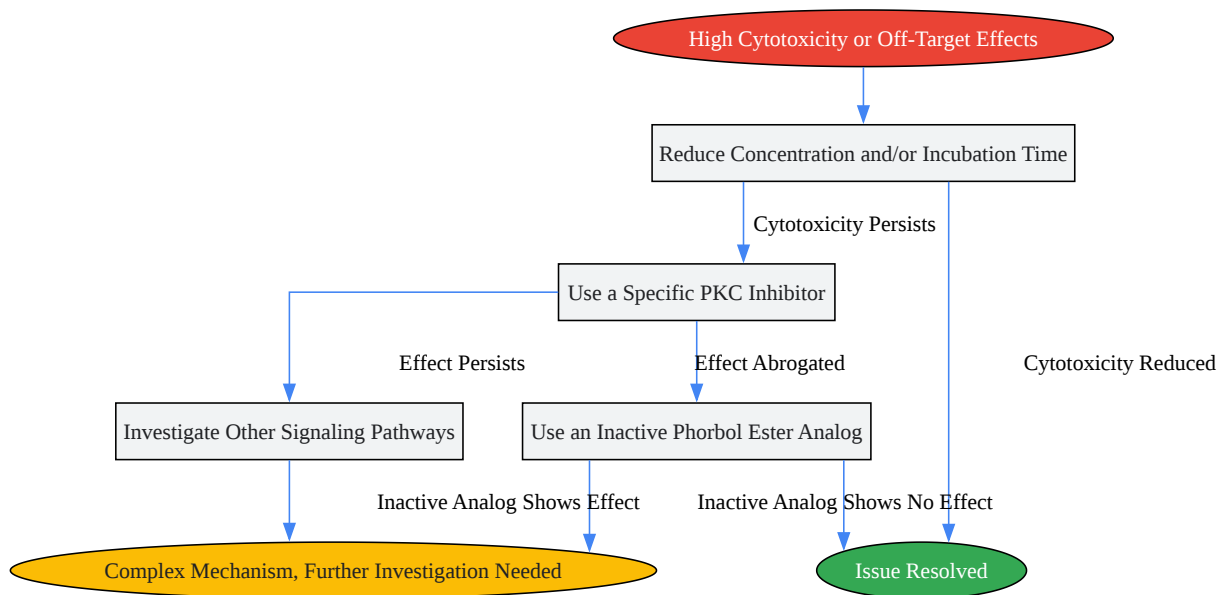 High Cytotoxicity or Off-Target Effects
Reduce Concentration and/or Incubation Time
Cytotoxicity Persists
Use a Specific PKC Inhibitor
Effect Persists
Effect Abrogated
Cytotoxicity Reduced
Investigate Other Signaling Pathways
Use an Inactive Phorbol Ester Analog
Inactive Analog Shows Effect
Inactive Analog Shows No Effect
Complex Mechanism, Further Investigation Needed
Issue Resolved